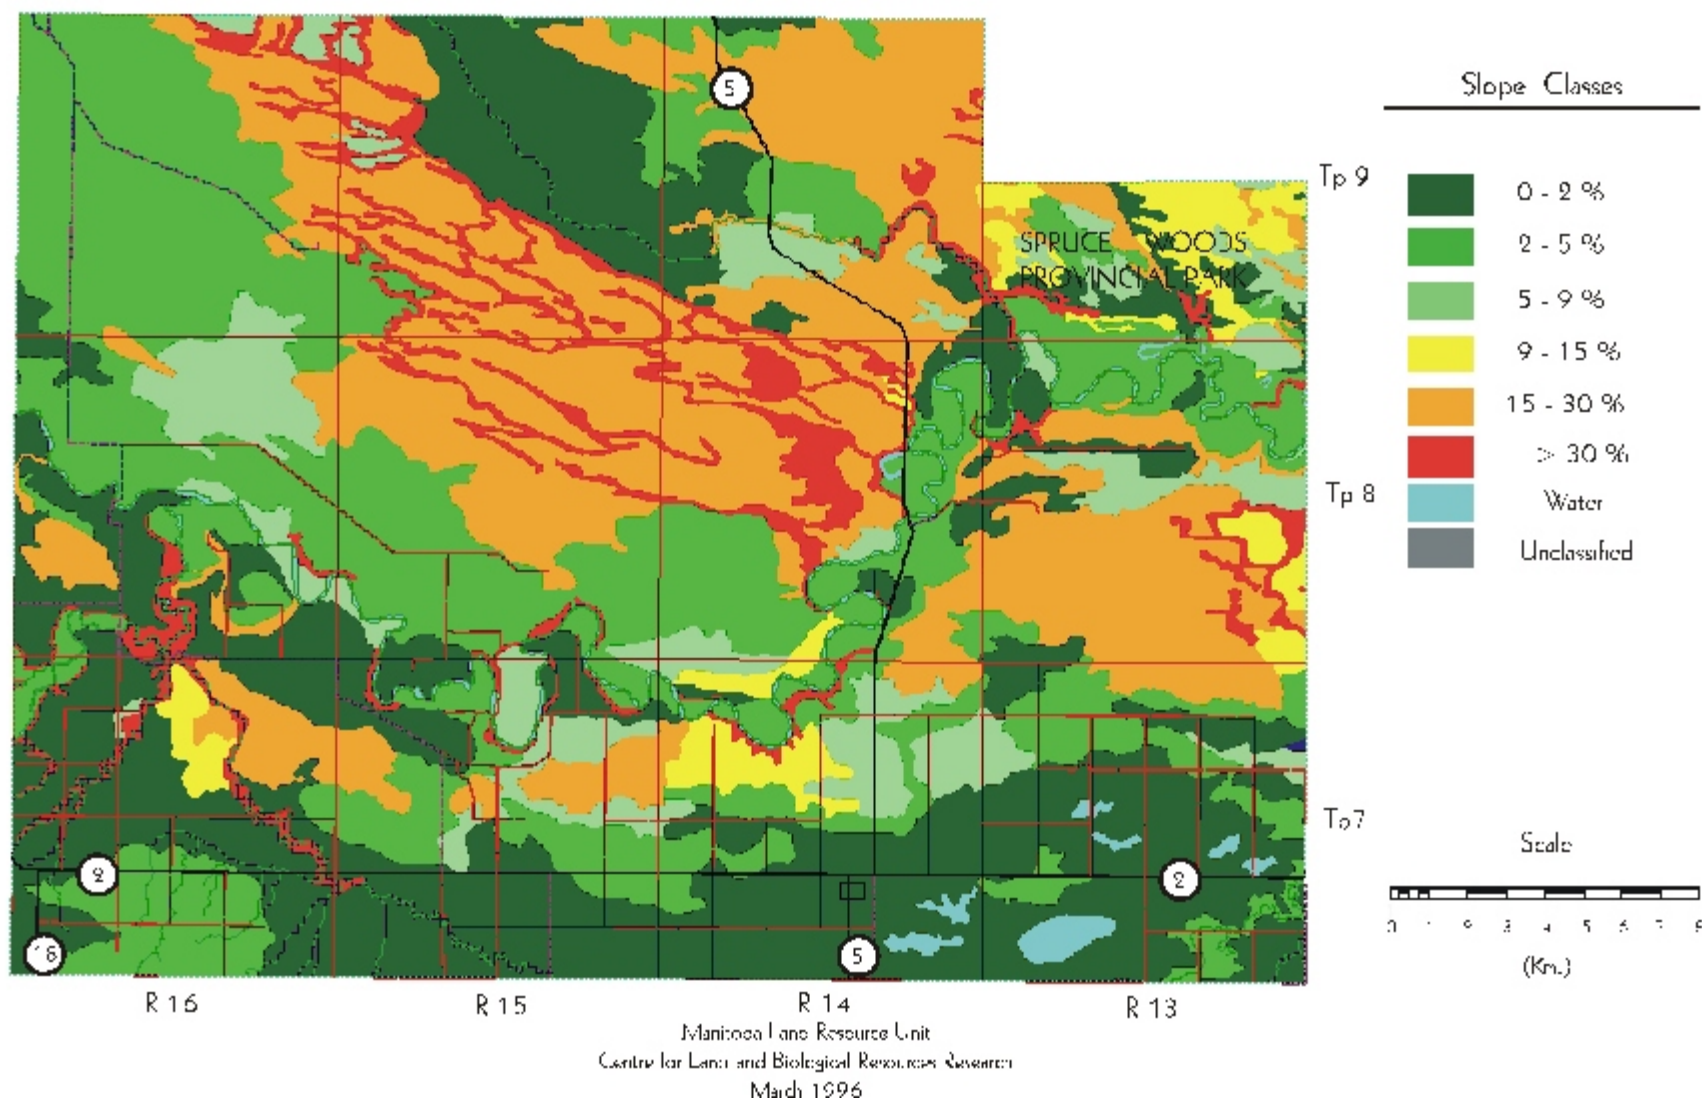 Slope Classes
5
Tp 9
0 - 2 %
SPRUCE WOODS
2 - 5 %
PROVINCIAL PARK
5 - 9 %
9 - 15 %
15 - 30 %
> 30 %
Tp 8
Water
Unclassified
Scale
2
2
5
(Km.)
R 16
R 15
R 14
R 13
Land Resource Unit
Centre for Land and Biological Resources Research
March 1996